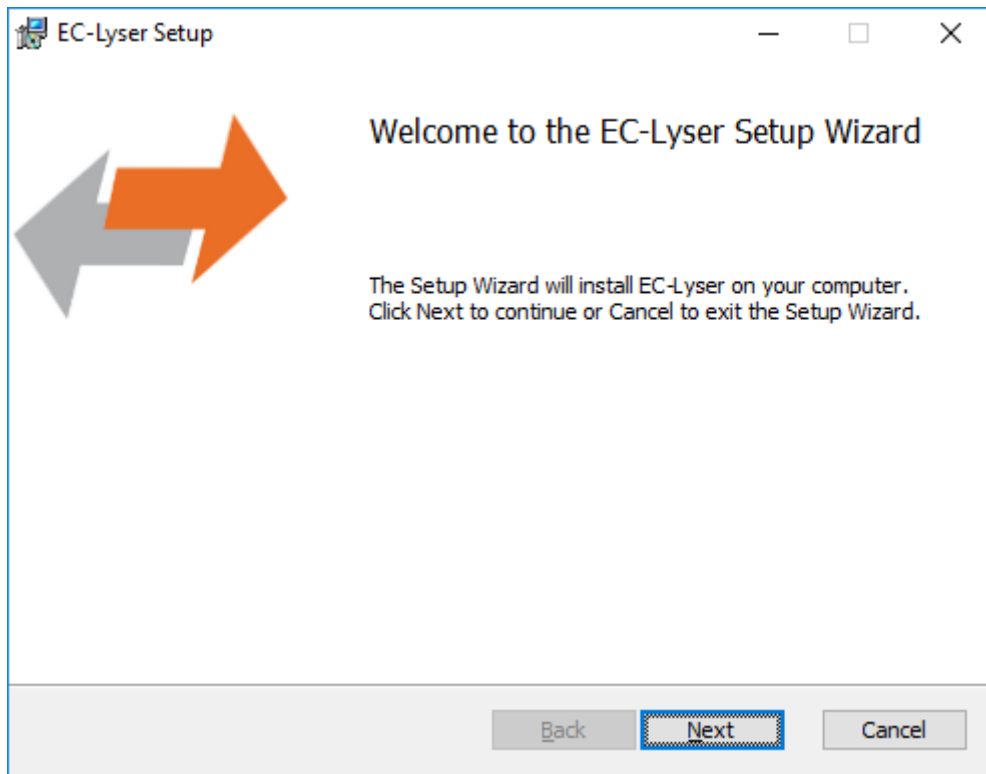 EC-Lyser Setup
Welcome to the EC-Lyser Setup Wizard
The Setup Wizard will install EC-Lyser on your computer.
Click Next to continue or Cancel to exit the Setup Wizard.
Back Next Cancel